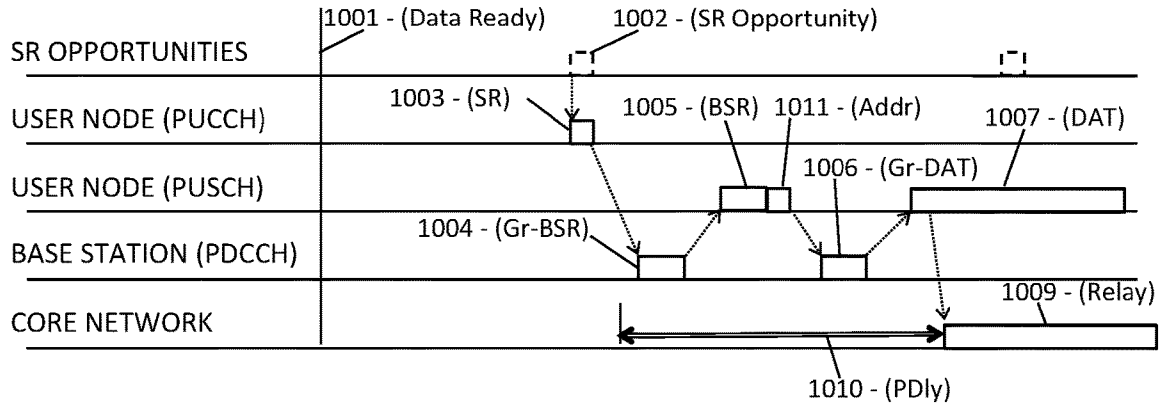 1001 - (Data Ready)
1002 - (SR Opportunity)
SR OPPORTUNITIES
1003 - (SR)
1005 - (BSR)
1011 - (Addr)
1007 - (DAT)
USER NODE (PUCCH)
1006 - (Gr-DAT)
USER NODE (PUSCH)
1004 - (Gr-BSR)
BASE STATION (PDCCH)
1009 - (Relay)
CORE NETWORK
1010 - (PDly)